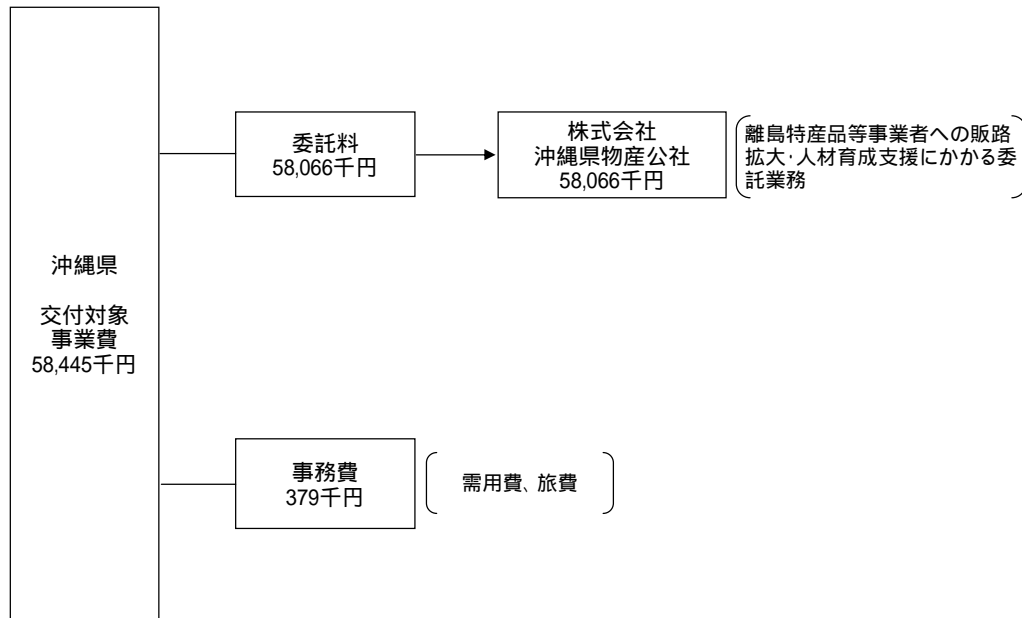 委託料
58,066千円
株式会社
沖縄県物産公社
58,066千円
離島特産品等事業者への販路
拡大･人材育成支援にかかる委
託業務
沖縄県
交付対象
事業費
58,445千円
事務費
379千円
需用費、旅費